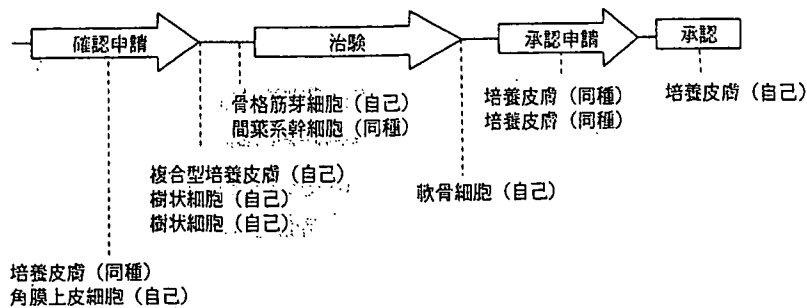 確認申請
治験
承認申請
承認
骨格筋芽細胞（自己）
間葉系幹細胞（同種）
培養皮膚（同種）
培養皮膚（同種）
培養皮膚（自己）
複合型培養皮膚（自己）
樹状細胞（自己）
樹状細胞（自己）
軟骨細胞（自己）
培養皮膚（同種）
角膜上皮細胞（自己）